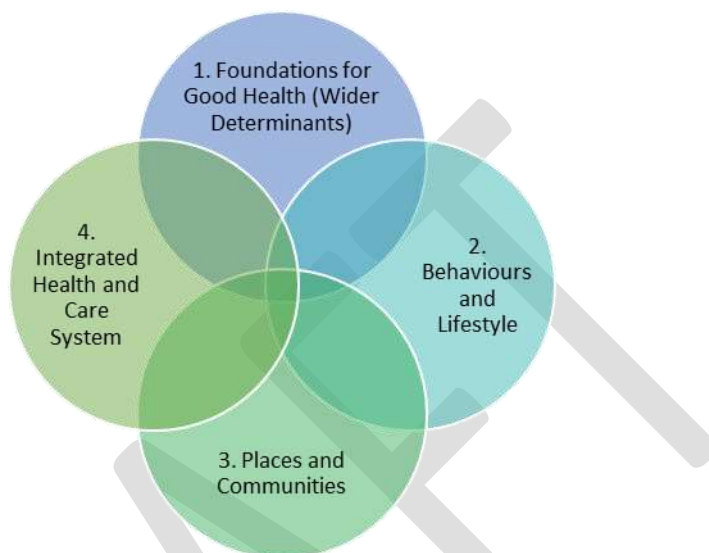 1. Foundations for
Good Health (Wider
Determinants)
2.
Behaviours
and
Lifestyle
3. Places and
Communities
4.
Integrated
Health and
Care
System